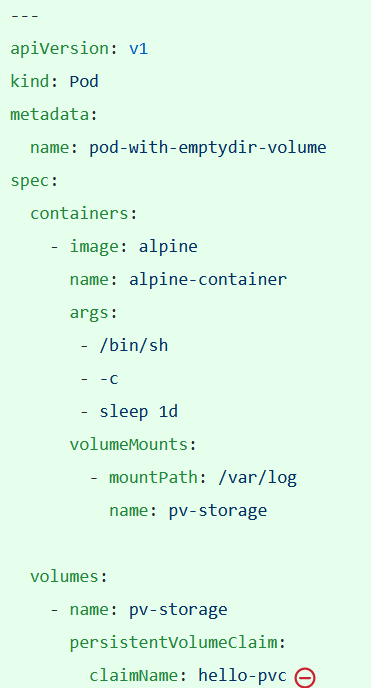 ---
apiVersion: v1
kind: Pod
metadata:
  name: pod-with-emptydir-volume
spec:
  containers:
    - image: alpine
      name: alpine-container
      args:
       - /bin/sh
       - -c
       - sleep 1d
      volumeMounts:
        - mountPath: /var/log
          name: pv-storage

  volumes:
    - name: pv-storage
      persistentVolumeClaim:
        claimName: hello-pvc